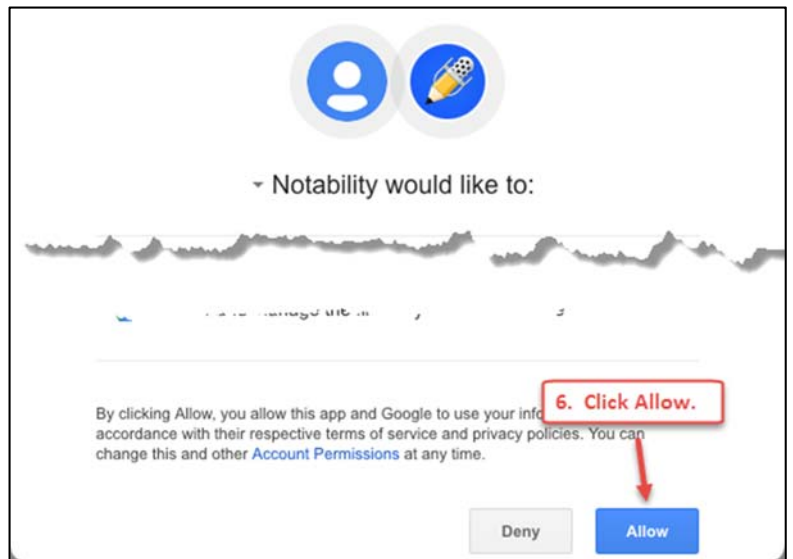 Notability would like to:
manage the
By clicking Allow, you allow this app and Google to use your
6. Click Allow.
accordance with their respective terms of service and privacy policies. You can
change this and other Account Permissions at any time.
Deny
Allow